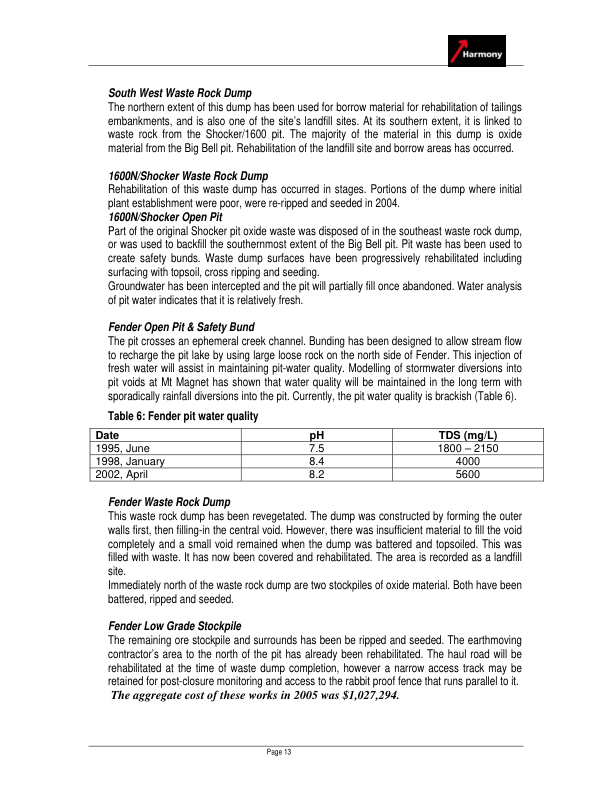 Harmony
South West Waste Rock Dump
The northern extent of this dump has been used for borrow material for rehabilitation of tailings
embankments, and is also one of the site's landfill sites. At its southern extent, it is linked to
waste rock from the Shocker/1600 pit. The majority of the material in this dump is oxide
material from the Big Bell pit. Rehabilitation of the landfill site and borrow areas has occurred.
1600N/Shocker Waste Rock Dump
Rehabilitation of this waste dump has occurred in stages. Portions of the dump where initial
plant establishment were poor, were re-ripped and seeded in 2004.
1600N/Shocker Open Pit
Part of the original Shocker pit oxide waste was disposed of in the southeast waste rock dump,
or was used to backfill the southernmost extent of the Big Bell pit. Pit waste has been used to
create safety bunds. Waste dump surfaces have been progressively rehabilitated including
surfacing with topsoil, cross ripping and seeding.
Groundwater has been intercepted and the pit will partially fill once abandoned. Water analysis
of pit water indicates that it is relatively fresh.
Fender Open Pit & Safety Bund
The pit crosses an ephemeral creek channel. Bunding has been designed to allow stream flow
to recharge the pit lake by using large loose rock on the north side of Fender. This injection of
fresh water will assist in maintaining pit-water quality. Modelling of stormwater diversions into
pit voids at Mt Magnet has shown that water quality will be maintained in the long term with
sporadically rainfall diversions into the pit. Currently, the pit water quality is brackish (Table 6).
Table 6: Fender pit water quality
Date pH TDS (mg/L)
1995, June 7.5 1800 – 2150
1998, January 8.4 4000
2002, April 8.2 5600
Fender Waste Rock Dump
This waste rock dump has been revegetated. The dump was constructed by forming the outer
walls first, then filling-in the central void. However, there was insufficient material to fill the void
completely and a small void remained when the dump was battered and topsoiled. This was
filled with waste. It has now been covered and rehabilitated. The area is recorded as a landfill
site.
Immediately north of the waste rock dump are two stockpiles of oxide material. Both have been
battered, ripped and seeded.
Fender Low Grade Stockpile
The remaining ore stockpile and surrounds has been be ripped and seeded. The earthmoving
contractor's area to the north of the pit has already been rehabilitated. The haul road will be
rehabilitated at the time of waste dump completion, however a narrow access track may be
retained for post-closure monitoring and access to the rabbit proof fence that runs parallel to it.
The aggregate cost of these works in 2005 was $1,027,294.
Page 13